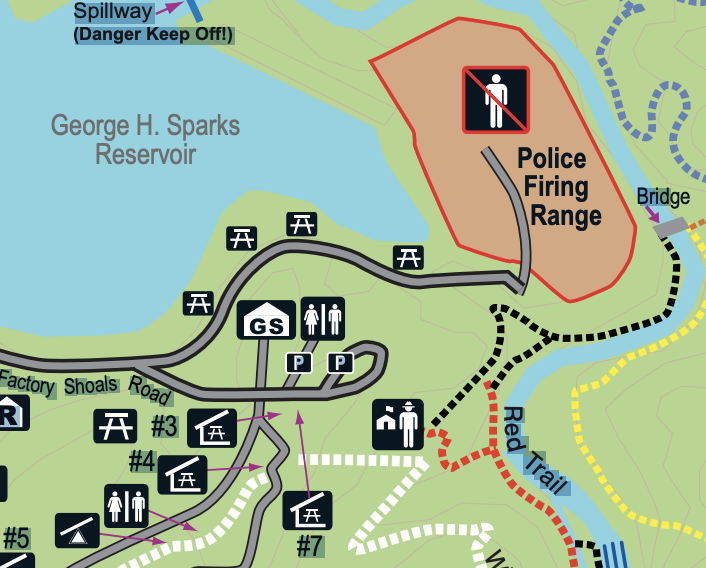 Spillway
(Danger Keep Off!)
George H. Sparks
Reservoir
Police
Firing
Range
Bridge
GS
P
P
Factory Shoals Road
R
#3
#4
Red Trail
#5
#7